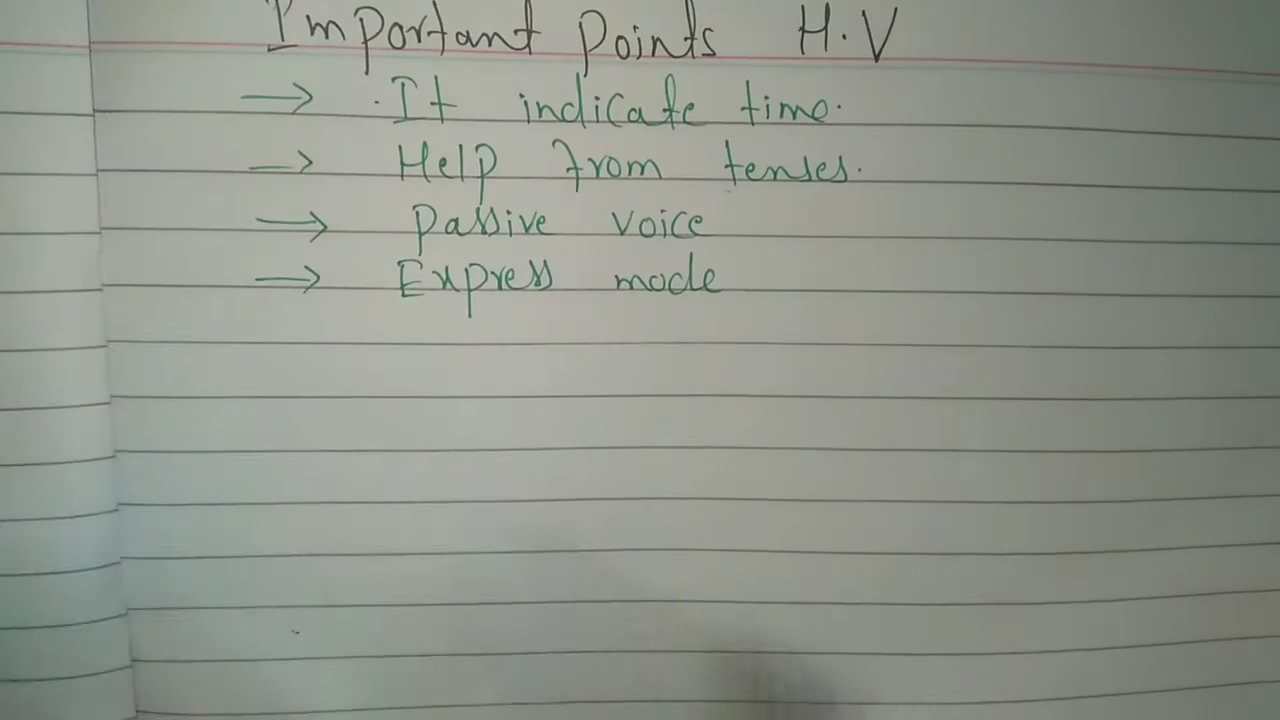 Important Points H.V
→ .It indicate time.
→ Help from tenses.
→ Passive voice
→ Express mode